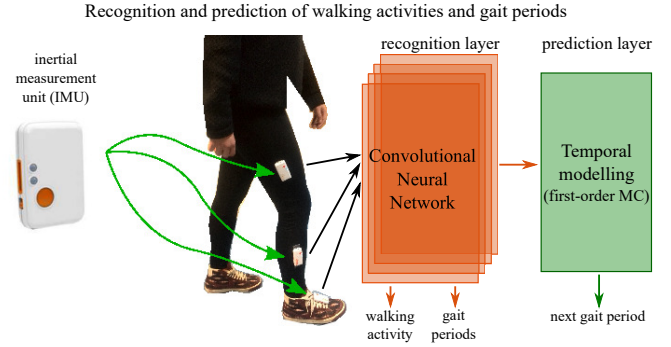 Recognition and prediction of walking activities and gait periods
inertial
measurement
unit (IMU)
recognition layer
prediction layer
Convolutional
Neural
Network
Temporal
modelling
(first-order MC)
walking
activity
gait
periods
next gait period